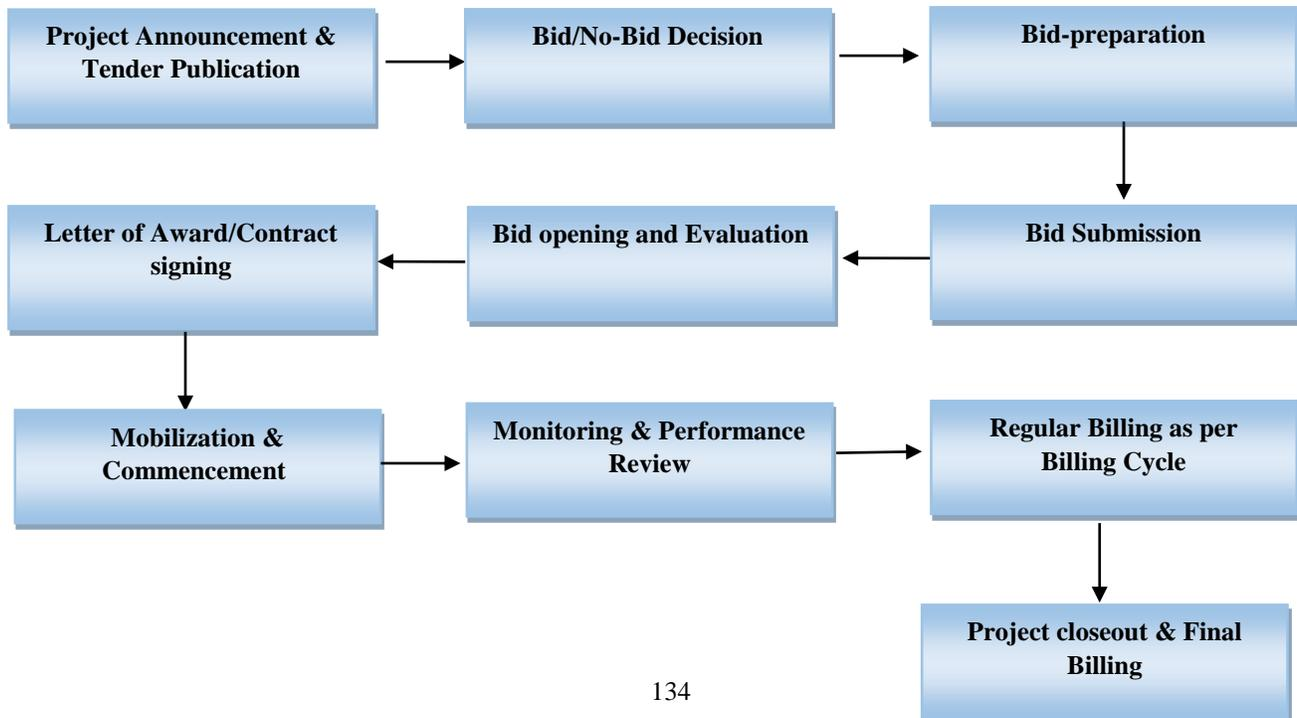 Project Announcement &
Tender Publication
Bid/No-Bid Decision
Bid-preparation
Bid Submission
Bid opening and Evaluation
Letter of Award/Contract
signing
Mobilization &
Commencement
Monitoring & Performance
Review
Regular Billing as per
Billing Cycle
Project closeout & Final
Billing
134